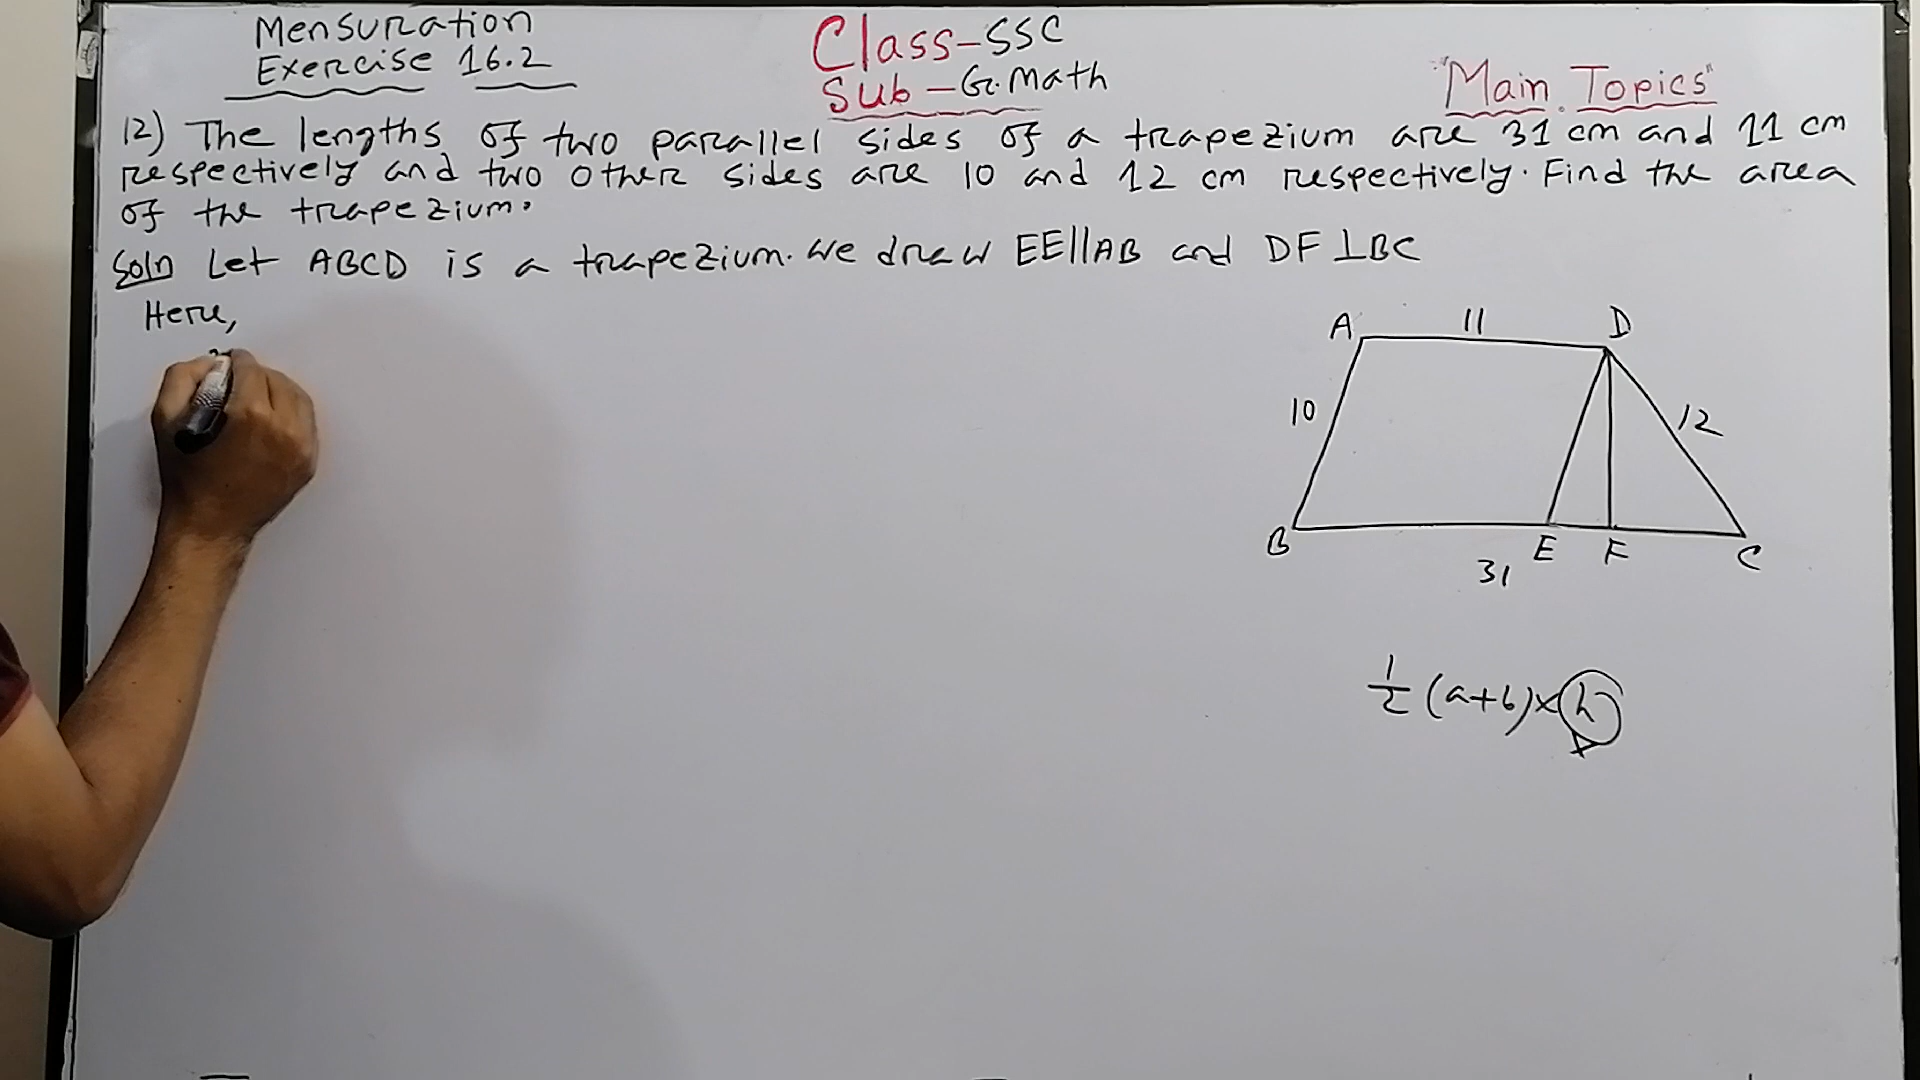 Mensuration
Exercise 16.2
Class-SSC
Sub-G.Math
"Main Topics"
12) The lengths of two parallel sides of a trapezium are 31 cm and 11 cm
respectively and two other sides are 10 and 12 cm respectively. Find the area
of the trapezium.
Soln Let ABCD is a trapezium. We draw EE||AB and DF⊥BC
Here,
A 11 D
10 12
B E F C
31
1/2 (a+b)×h